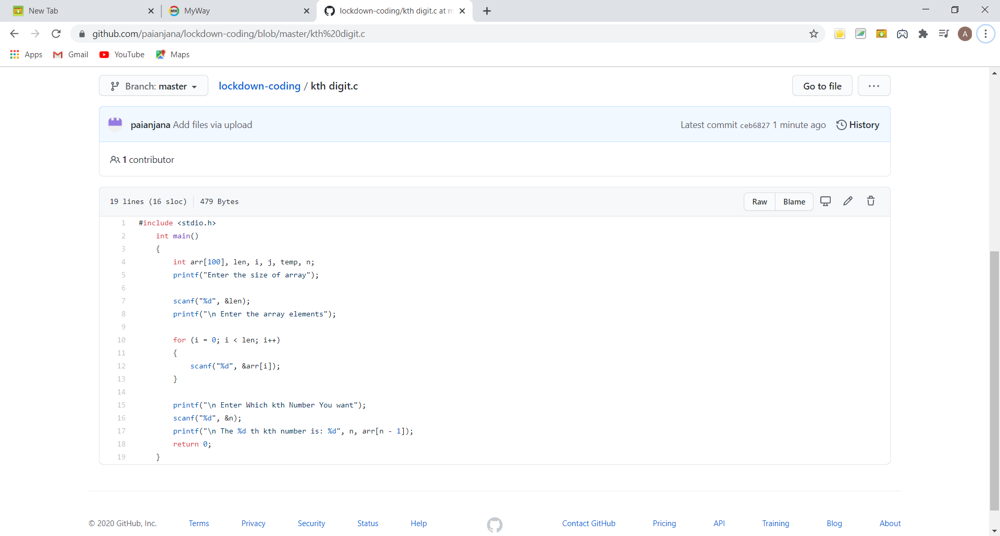 New Tab
MyWay
lockdown-coding/kth digit.c at m
github.com/paianjana/lockdown-coding/blob/master/kth%20digit.c
A
Apps Gmail YouTube Maps
Branch: master lockdown-coding / kth digit.c Go to file ...
paianjana Add files via upload Latest commit ceb6827 1 minute ago History
1 contributor
19 lines (16 sloc) 479 Bytes Raw Blame
1 #include <stdio.h>
2     int main()
3     {
4         int arr[100], len, i, j, temp, n;
5         printf("Enter the size of array");
6
7         scanf("%d", &len);
8         printf("\n Enter the array elements");
9
10         for (i = 0; i < len; i++)
11         {
12             scanf("%d", &arr[i]);
13         }
14
15         printf("\n Enter Which kth Number You want");
16         scanf("%d", &n);
17         printf("\n The %d th kth number is: %d", n, arr[n - 1]);
18         return 0;
19     }
© 2020 GitHub, Inc. Terms Privacy Security Status Help Contact GitHub Pricing API Training Blog About